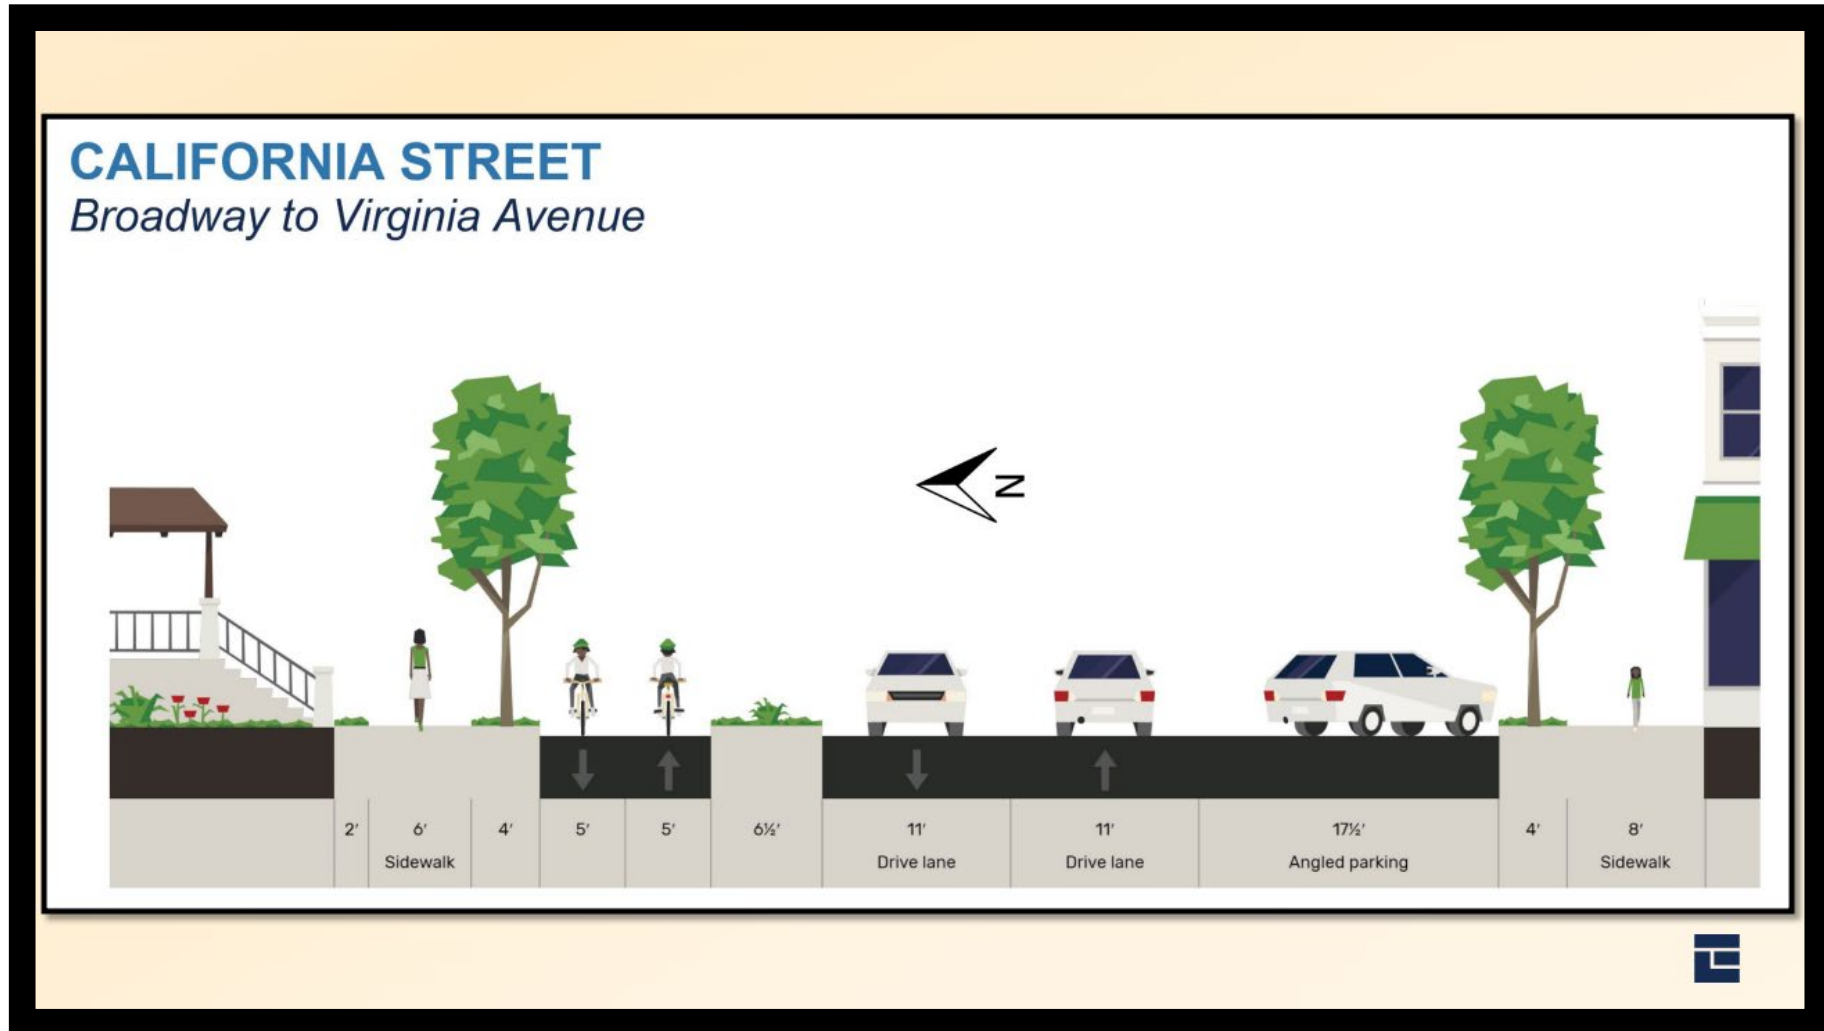 CALIFORNIA STREET
Broadway to Virginia Avenue
N
2' 6' 4' 5' 5' 6½' 11' 11' 17½' 4' 8'
Sidewalk Drive lane Drive lane Angled parking Sidewalk